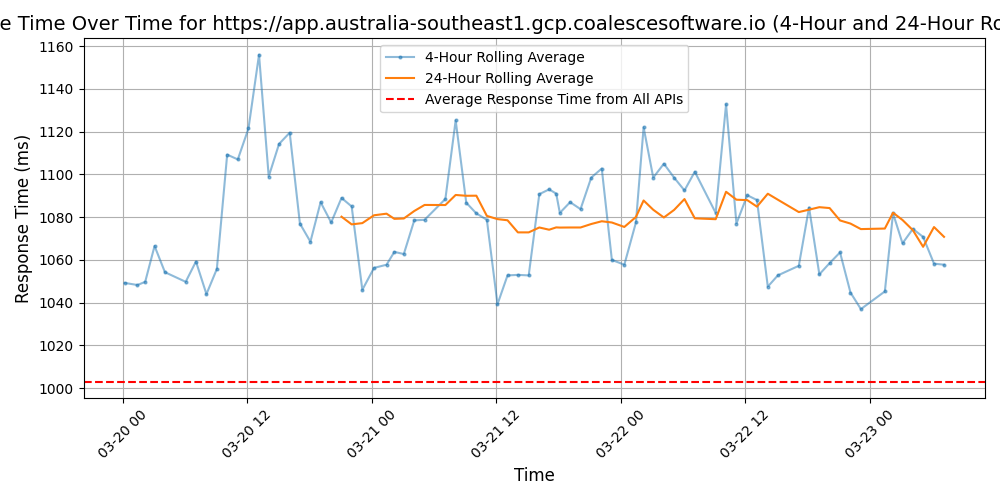 e Time Over Time for https://app.australia-southeast1.gcp.coalescesoftware.io (4-Hour and 24-Hour Ro
4-Hour Rolling Average
24-Hour Rolling Average
Average Response Time from All APIs
Response Time (ms)
1160
1140
1120
1100
1080
1060
1040
1020
1000
03-20 00
03-20 12
03-21 00
03-21 12
03-22 00
03-22 12
03-23 00
Time